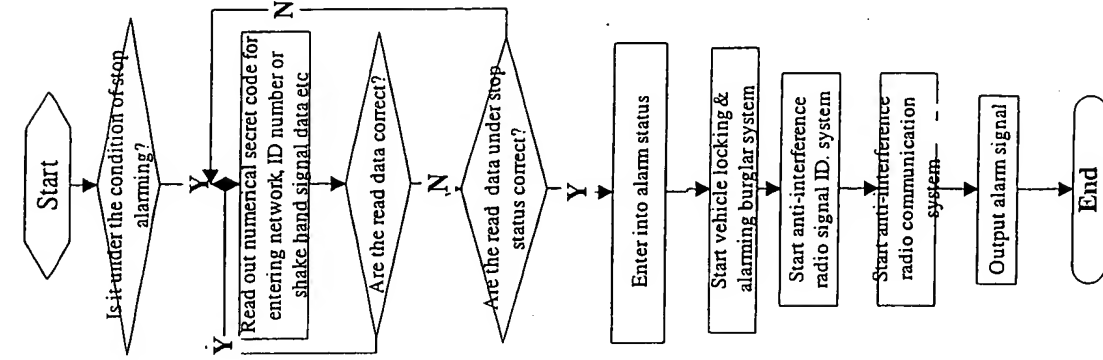 Start
Is it under the condition of stop
alarming?
Y
N
Read out numerical secret code for
entering network, ID number or
shake hand signal data etc
Y
Are the read data correct?
N
Are the read data under stop
status correct?
Y
Enter into alarm status
Start vehicle locking &
alarming burglar system
Start anti-interference
radio signal ID. system
Start anti-interference
radio communication
system
Output alarm signal
End